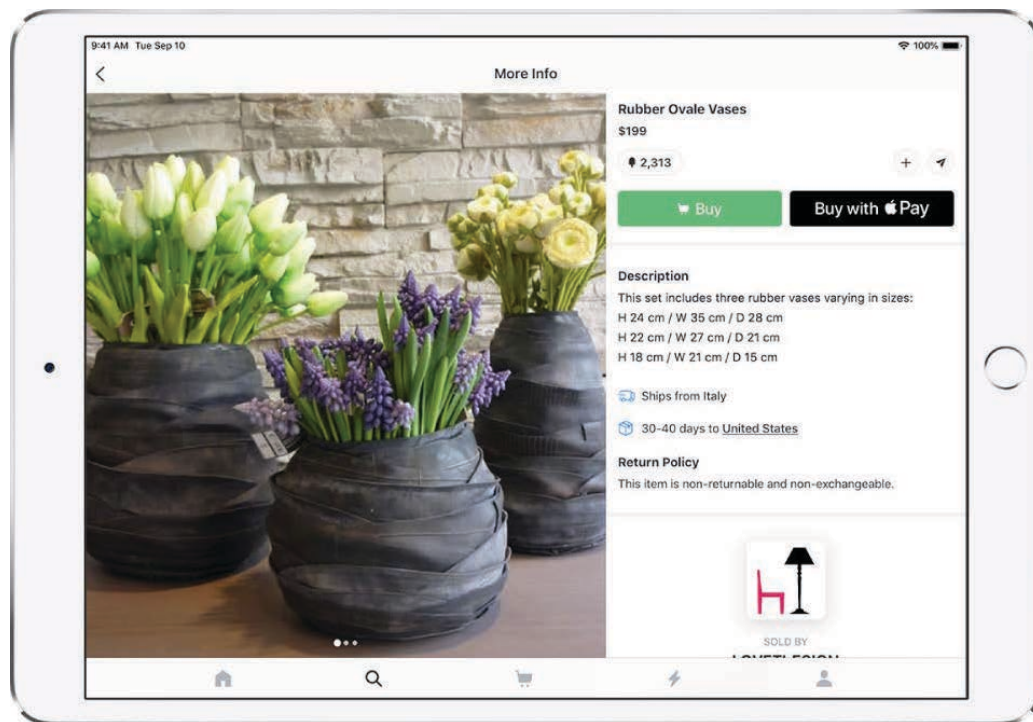 9:41 AM Tue Sep 10
100%
More Info
Rubber Ovale Vases
$199
2,313
Buy
Buy with Pay
Description
This set includes three rubber vases varying in sizes:
H 24 cm / W 35 cm / D 28 cm
H 22 cm / W 27 cm / D 21 cm
H 18 cm / W 21 cm / D 15 cm
Ships from Italy
30-40 days to United States
Return Policy
This item is non-returnable and non-exchangeable.
SOLD BY